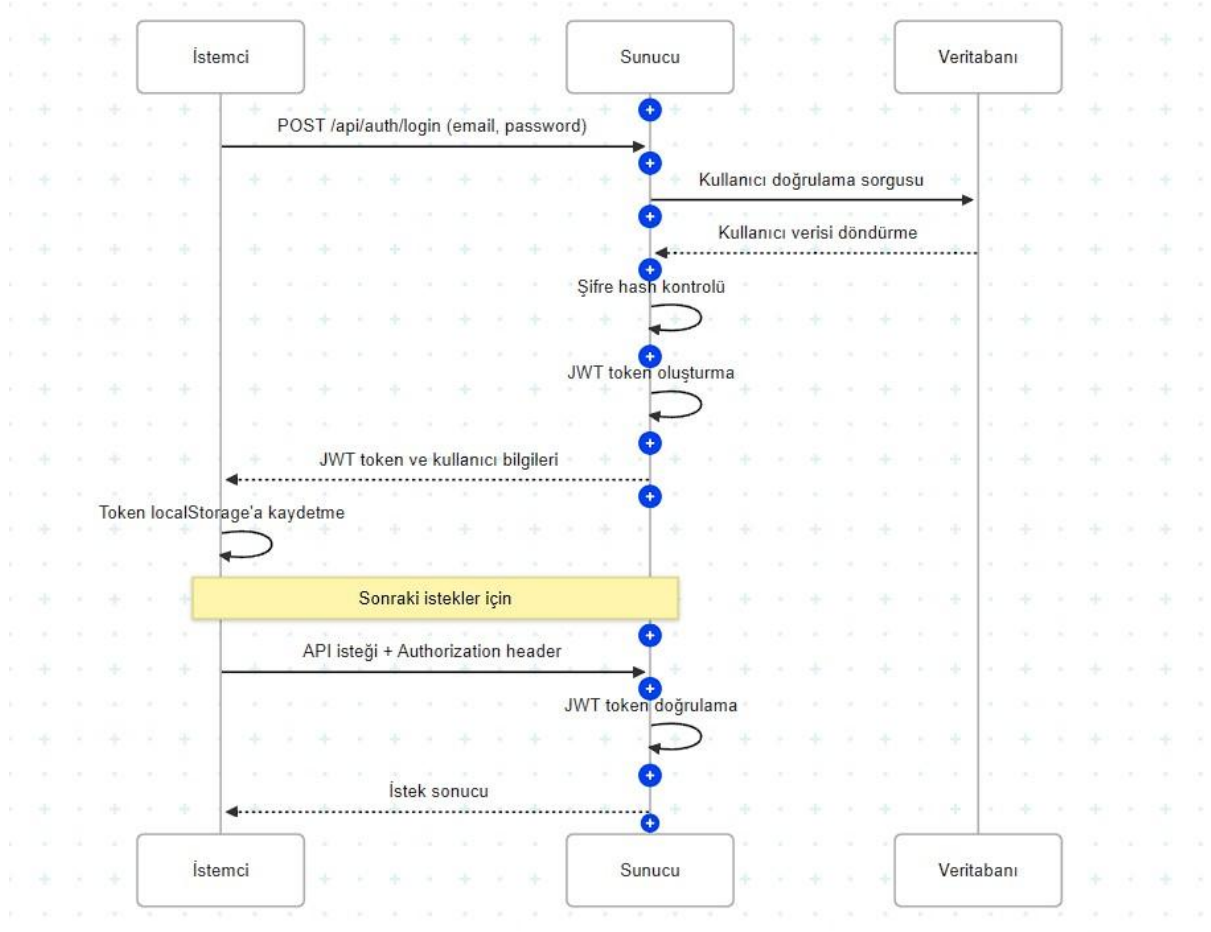 İstemci
Sunucu
Veritabanı
POST /api/auth/login (email, password)
Kullanıcı doğrulama sorgusu
Kullanıcı verisi döndürme
Şifre hash kontrolü
JWT token oluşturma
JWT token ve kullanıcı bilgileri
Token localStorage'a kaydetme
Sonraki istekler için
API isteği + Authorization header
JWT token doğrulama
İstek sonucu
İstemci
Sunucu
Veritabanı